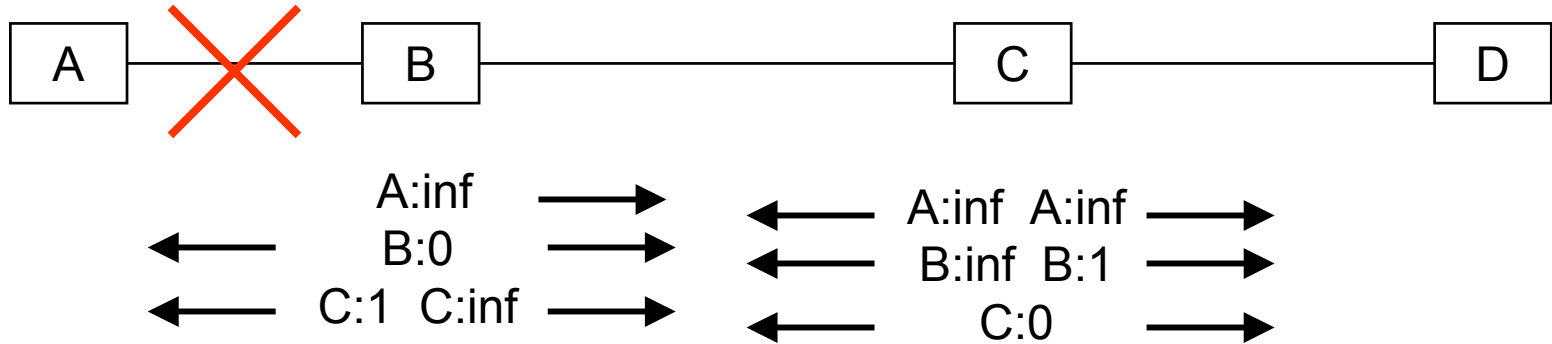 A B C D
A:inf
B:0
C:1 C:inf
A:inf A:inf
B:inf B:1
C:0